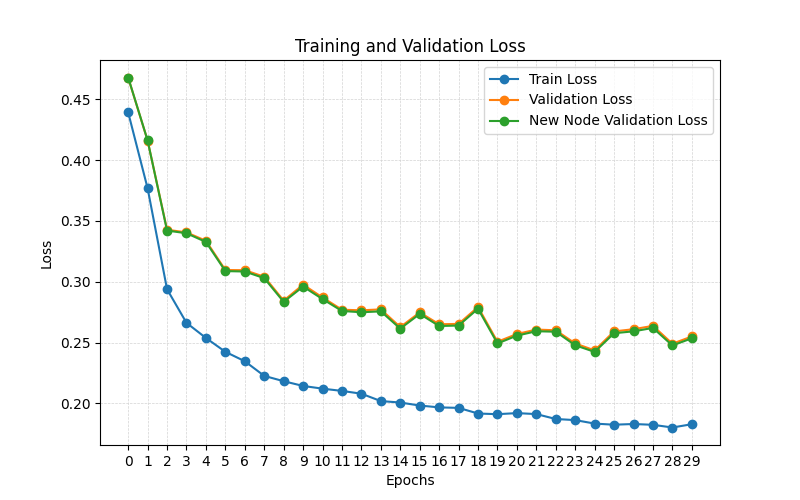 Training and Validation Loss
Train Loss
Validation Loss
New Node Validation Loss
0.45
0.40
0.35
0.30
0.25
0.20
Loss
0 1 2 3 4 5 6 7 8 9 10 11 12 13 14 15 16 17 18 19 20 21 22 23 24 25 26 27 28 29
Epochs